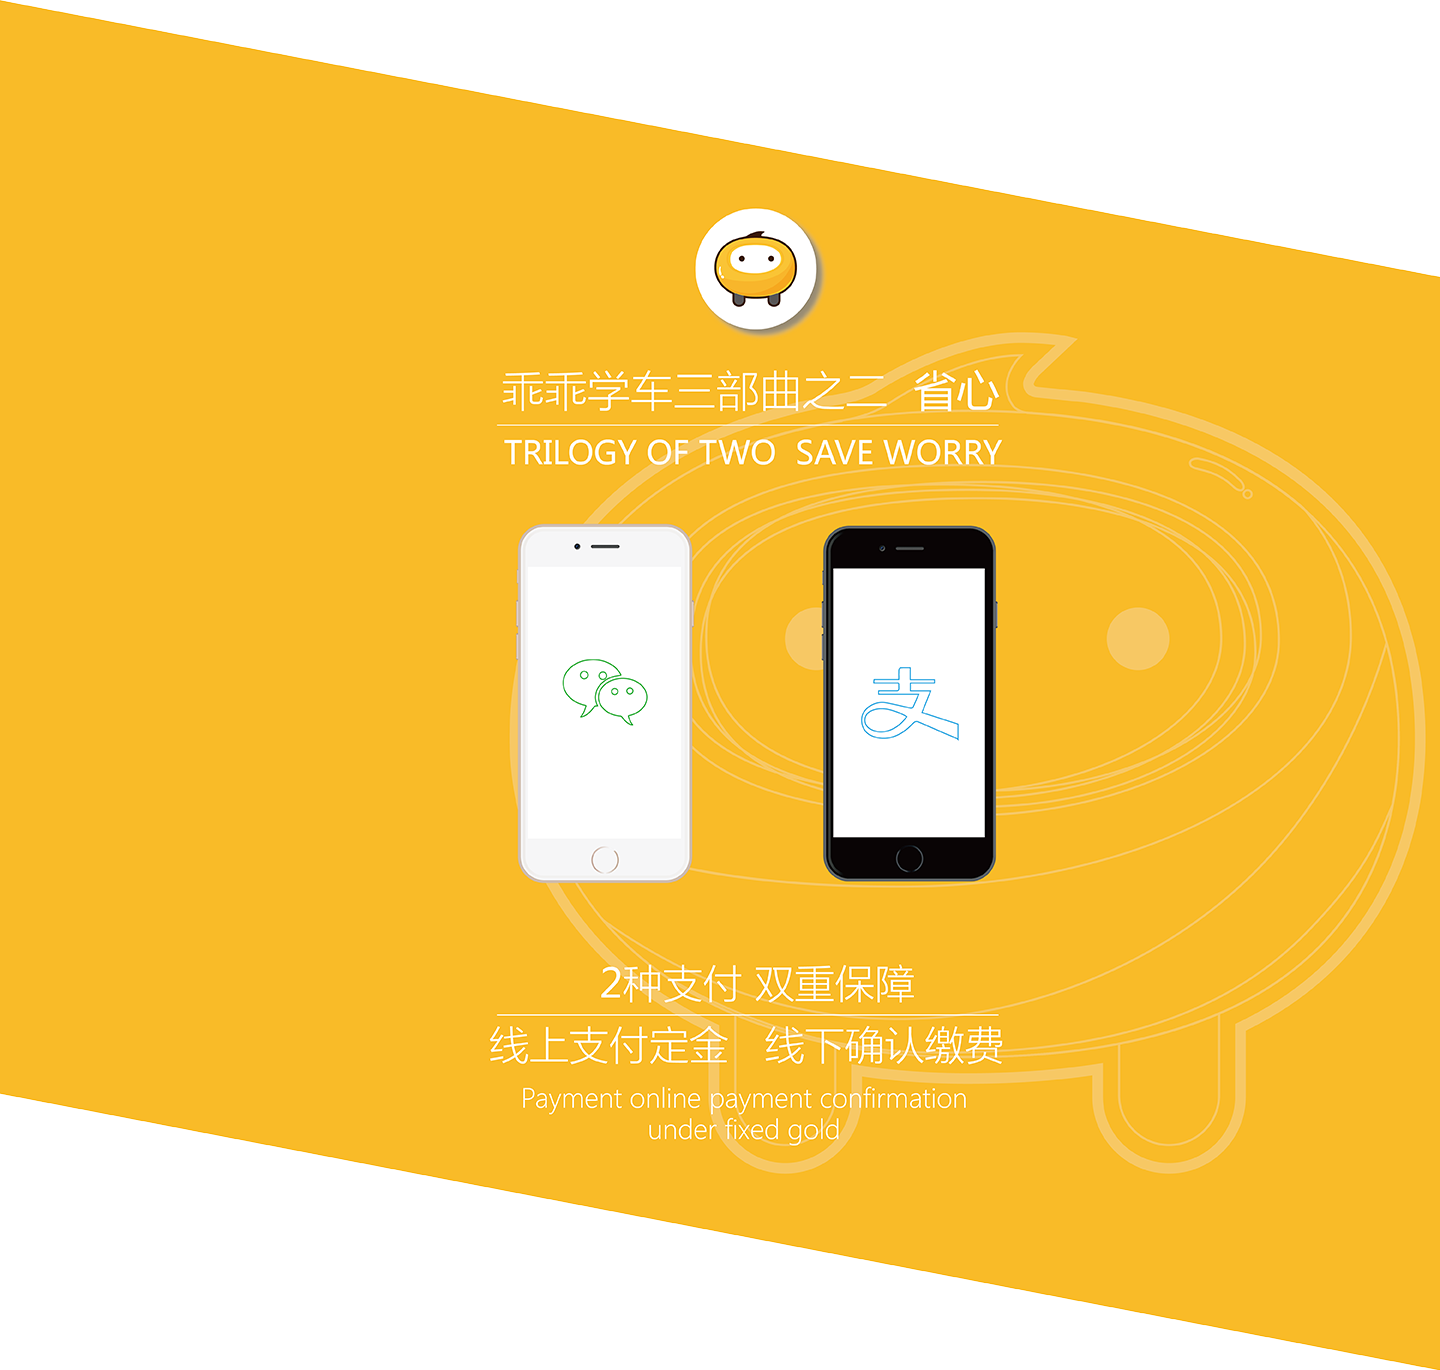 乖乖学车三部曲之二 省心
TRILOGY OF TWO SAVE WORRY
支
2种支付 双重保障
线上支付定金 线下确认缴费
Payment online payment confirmation
under fixed gold